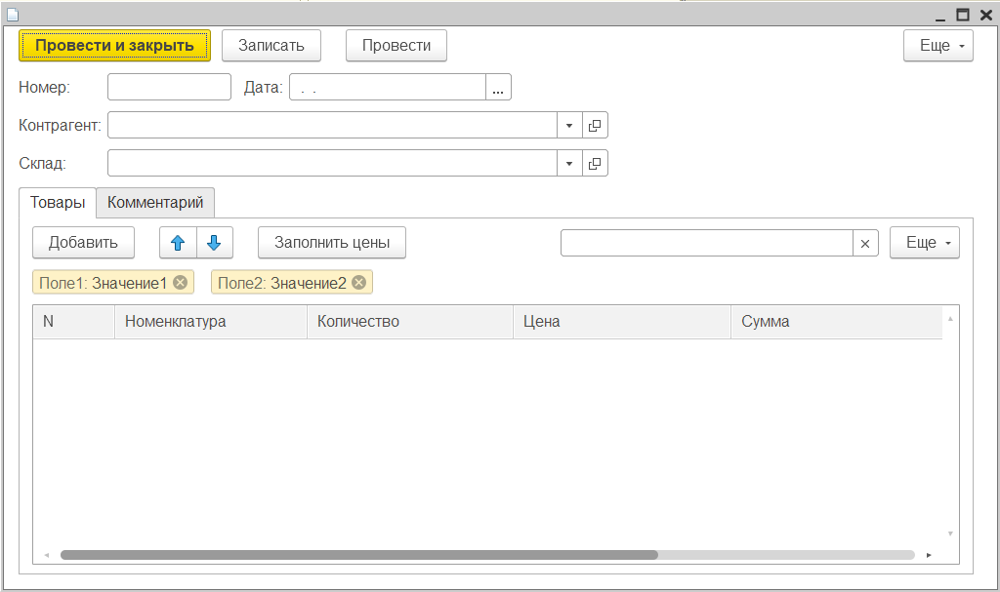 Провести и закрыть Записать Провести Еще
Номер: Дата: . . ...
Контрагент:
Склад:
Товары Комментарий
Добавить Заполнить цены Еще
Поле1: Значение1 Поле2: Значение2
N Номенклатура Количество Цена Сумма